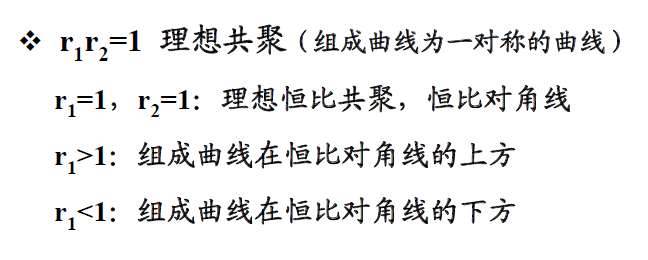 ❖ r₁r₂=1 理想共聚（组成曲线为一对称的曲线）
r₁=1，r₂=1：理想恒比共聚，恒比对角线
r₁>1：组成曲线在恒比对角线的上方
r₁<1：组成曲线在恒比对角线的下方